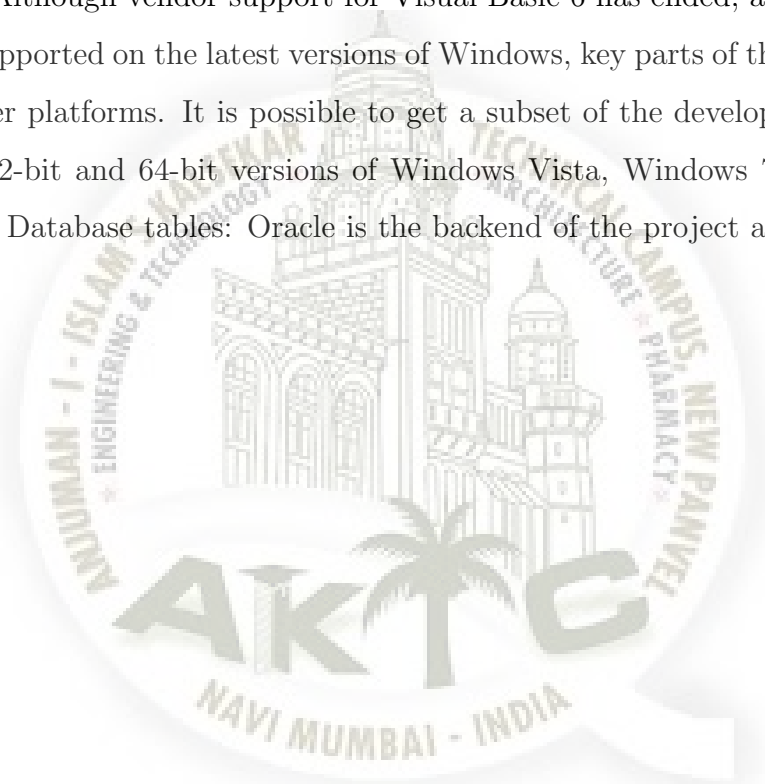 Although vendor support for Visual Basic 6 has ended, a
pported on the latest versions of Windows, key parts of th
er platforms. It is possible to get a subset of the develop
2-bit and 64-bit versions of Windows Vista, Windows 7
Database tables: Oracle is the backend of the project a
ANJUMAN - I - ISLAM'S KALSEKAR TECHNICAL CAMPUS, NEW PANVEL
ENGINEERING & TECHNOLOGY ARCHITECTURE PHARMACY
AKTC
NAVI MUMBAI - INDIA